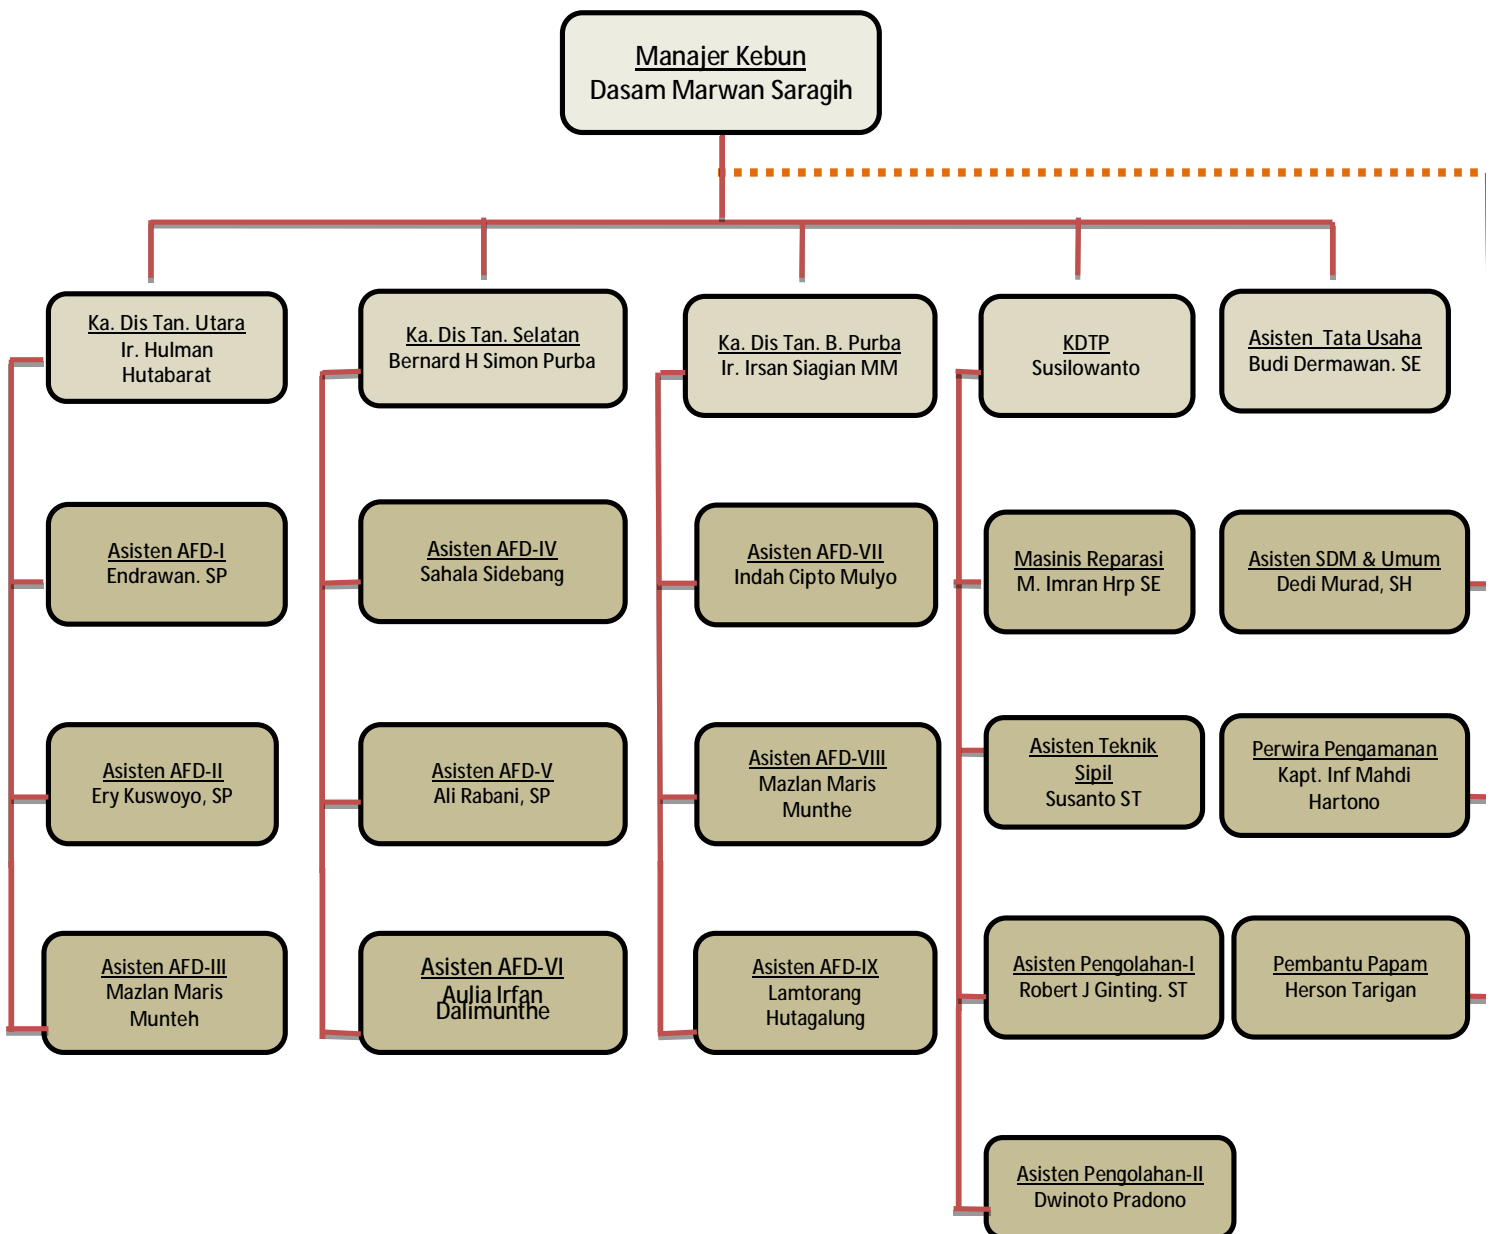 Manajer Kebun
Dasam Marwan Saragih
Ka. Dis Tan. Utara
Ir. Hulman
Hutabarat
Ka. Dis Tan. Selatan
Bernard H Simon Purba
Ka. Dis Tan. B. Purba
Ir. Irsan Siagian MM
KDTP
Susilowanto
Asisten Tata Usaha
Budi Dermawan. SE
Asisten AFD-I
Endrawan. SP
Asisten AFD-IV
Sahala Sidebang
Asisten AFD-VII
Indah Cipto Mulyo
Masinis Reparasi
M. Imran Hrp SE
Asisten SDM & Umum
Dedi Murad, SH
Asisten AFD-II
Ery Kuswoyo, SP
Asisten AFD-V
Ali Rabani, SP
Asisten AFD-VIII
Mazlan Maris
Munthe
Asisten Teknik
Sipil
Susanto ST
Perwira Pengamanan
Kapt. Inf Mahdi
Hartono
Asisten AFD-III
Mazlan Maris
Munteh
Asisten AFD-VI
Aulia Irfan
Dalimunthe
Asisten AFD-IX
Lamtorang
Hutagalung
Asisten Pengolahan-I
Robert J Ginting. ST
Pembantu Papam
Herson Tarigan
Asisten Pengolahan-II
Dwinoto Pradono